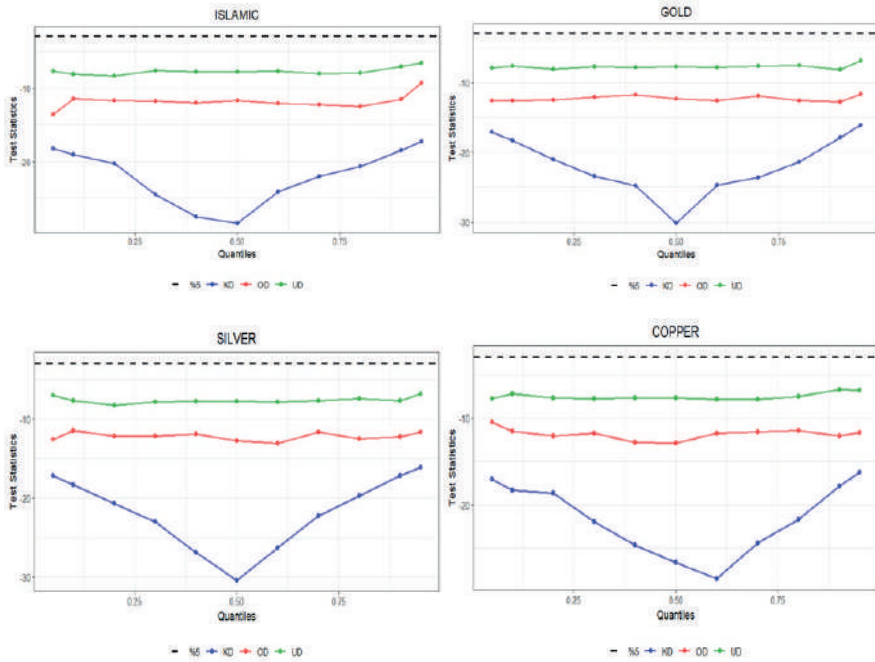 ISLAMIC
Test Statistics
-10
-20
0.25
0.50
0.75
Quantiles
%5 KD OD UD
GOLD
Test Statistics
-10
-20
-30
0.25
0.50
0.75
Quantiles
%5 KD OD UD
SILVER
Test Statistics
-10
-20
-30
0.25
0.50
0.75
Quantiles
%5 KD OD UD
COPPER
Test Statistics
-10
-20
0.25
0.50
0.75
Quantiles
%5 KD OD UD